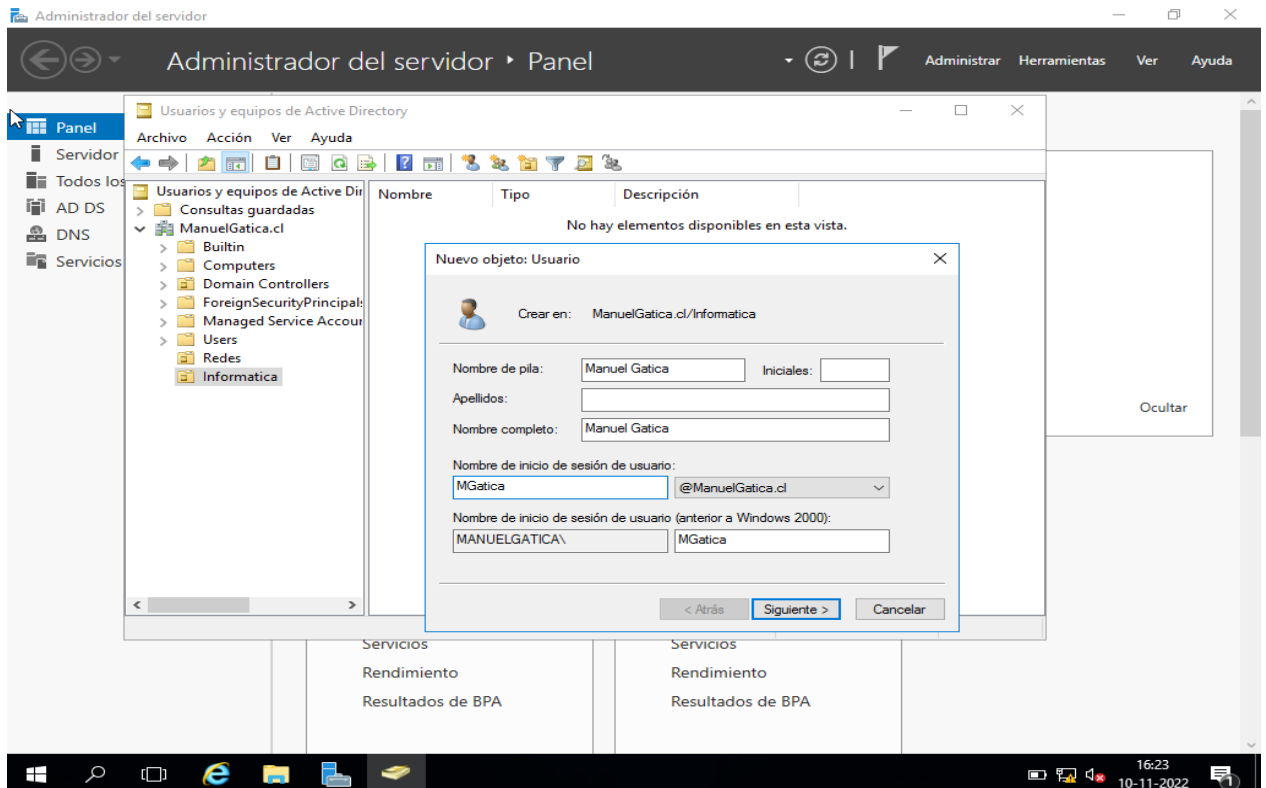 Administrador del servidor
Administrador del servidor ‣ Panel
Administrar Herramientas Ver Ayuda
Panel
Servidor
Todos los
AD DS
DNS
Servicios
Usuarios y equipos de Active Directory
Archivo Acción Ver Ayuda
Usuarios y equipos de Active Dir
Consultas guardadas
ManuelGatica.cl
Builtin
Computers
Domain Controllers
ForeignSecurityPrincipals
Managed Service Accour
Users
Redes
Informatica
Nombre Tipo Descripción
No hay elementos disponibles en esta vista.
Nuevo objeto: Usuario
Crear en: ManuelGatica.cl/Informatica
Nombre de pila: Manuel Gatica Iniciales:
Apellidos:
Nombre completo: Manuel Gatica
Nombre de inicio de sesión de usuario:
MGatica @ManuelGatica.cl
Nombre de inicio de sesión de usuario (anterior a Windows 2000):
MANUELGATICA\ MGatica
< Atrás Siguiente > Cancelar
Ocultar
Servicios Servicios
Rendimiento Rendimiento
Resultados de BPA Resultados de BPA
16:23
10-11-2022
1